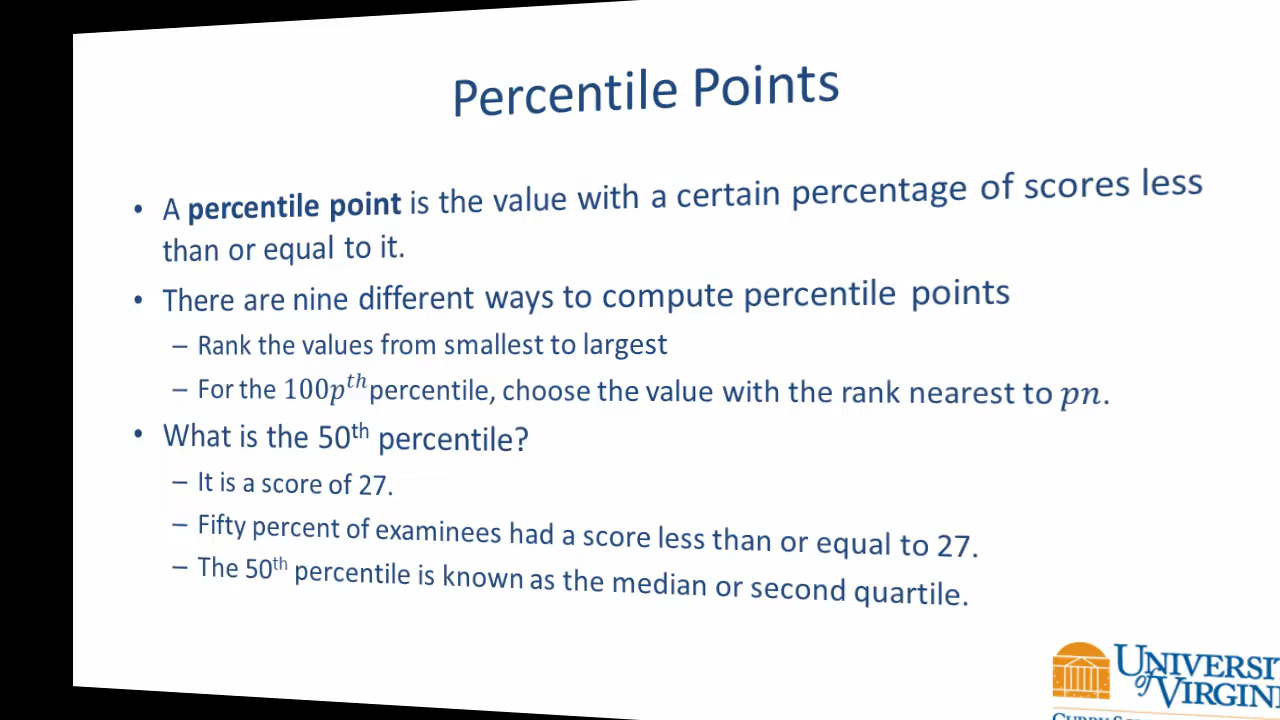 Percentile Points
• A percentile point is the value with a certain percentage of scores less
than or equal to it.
• There are nine different ways to compute percentile points
– Rank the values from smallest to largest
– For the 100pᵗʰ percentile, choose the value with the rank nearest to pn.
• What is the 50ᵗʰ percentile?
– It is a score of 27.
– Fifty percent of examinees had a score less than or equal to 27.
– The 50ᵗʰ percentile is known as the median or second quartile.
UNIVERSIT
of VIRGINI